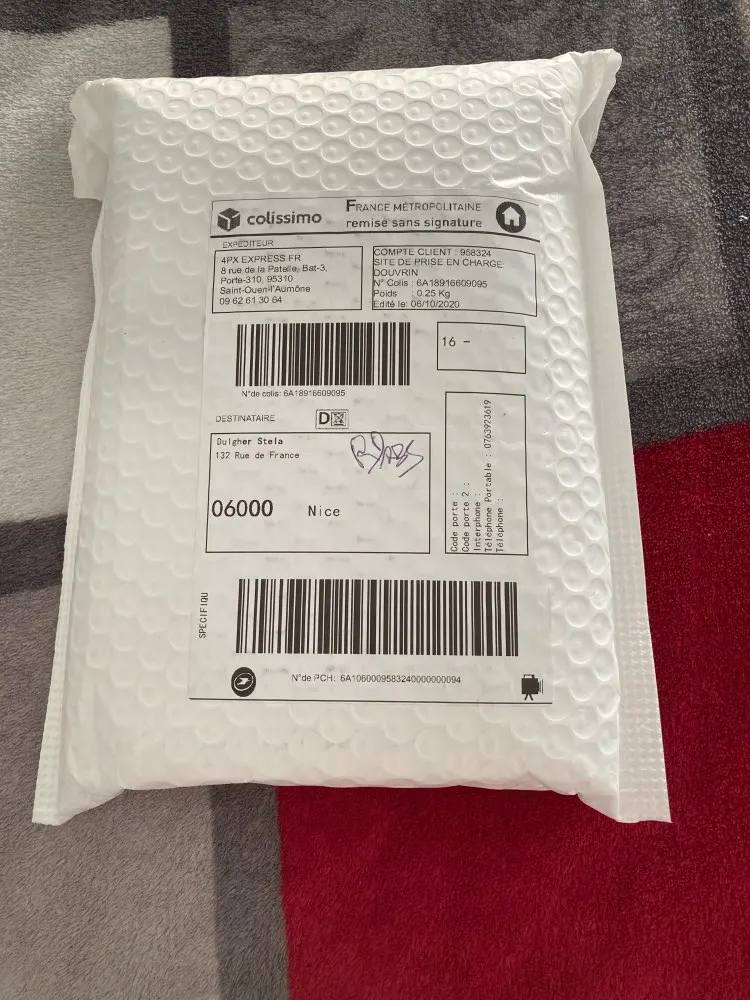 colissimo
FRANCE MÉTROPOLITAINE
remise sans signature
EXPEDITEUR
4PX EXPRESS FR
8 rue de la Patelle, Bat-3,
Porte-310, 95310
Saint-Ouen-l'Aumône
09 62 61 30 64
COMPTE CLIENT : 958324
SITE DE PRISE EN CHARGE:
DOUVRIN
N° Colis : 6A18916609095
Poids : 0.25 Kg
Edité le: 06/10/2020
16 -
N°de colis: 6A18916609095
DESTINATAIRE
D
Dulgher Stela
132 Rue de France
06000 Nice
Code porte :
Code porte 2 :
Interphone :
Téléphone Portable : 0763923619
Téléphone :
SPECIFIQU
N°de PCH: 6A1060009583240000000094